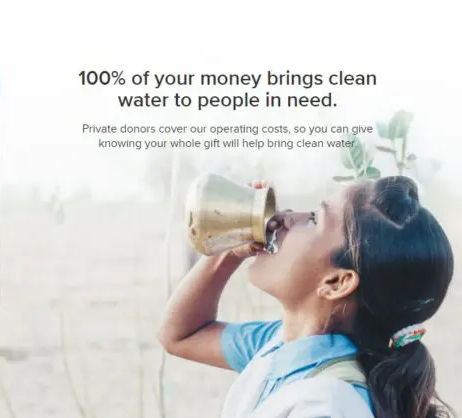 100% of your money brings clean
water to people in need.
Private donors cover our operating costs, so you can give
knowing your whole gift will help bring clean water.